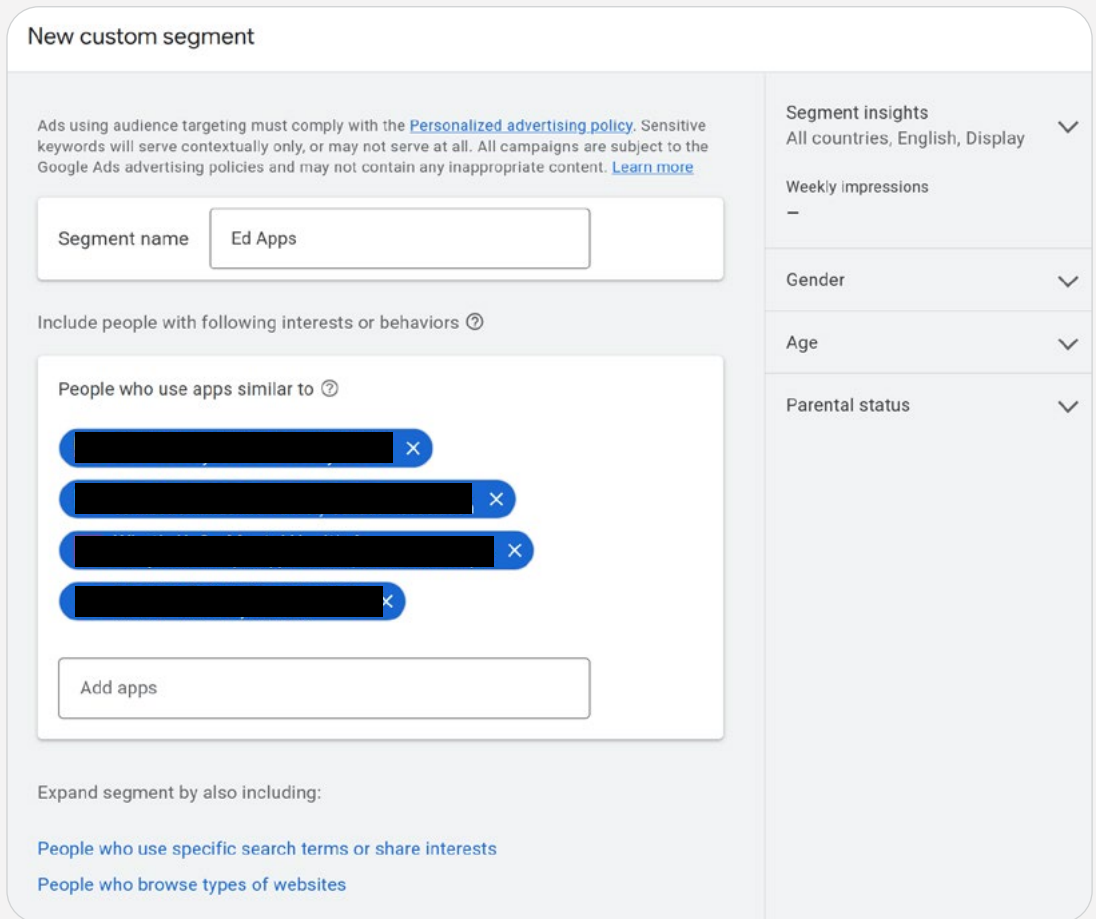 New custom segment
Ads using audience targeting must comply with the Personalized advertising policy. Sensitive
keywords will serve contextually only, or may not serve at all. All campaigns are subject to the
Google Ads advertising policies and may not contain any inappropriate content. Learn more
Segment name
Ed Apps
Include people with following interests or behaviors
People who use apps similar to
Add apps
Expand segment by also including:
People who use specific search terms or share interests
People who browse types of websites
Segment insights
All countries, English, Display
Weekly impressions
–
Gender
Age
Parental status